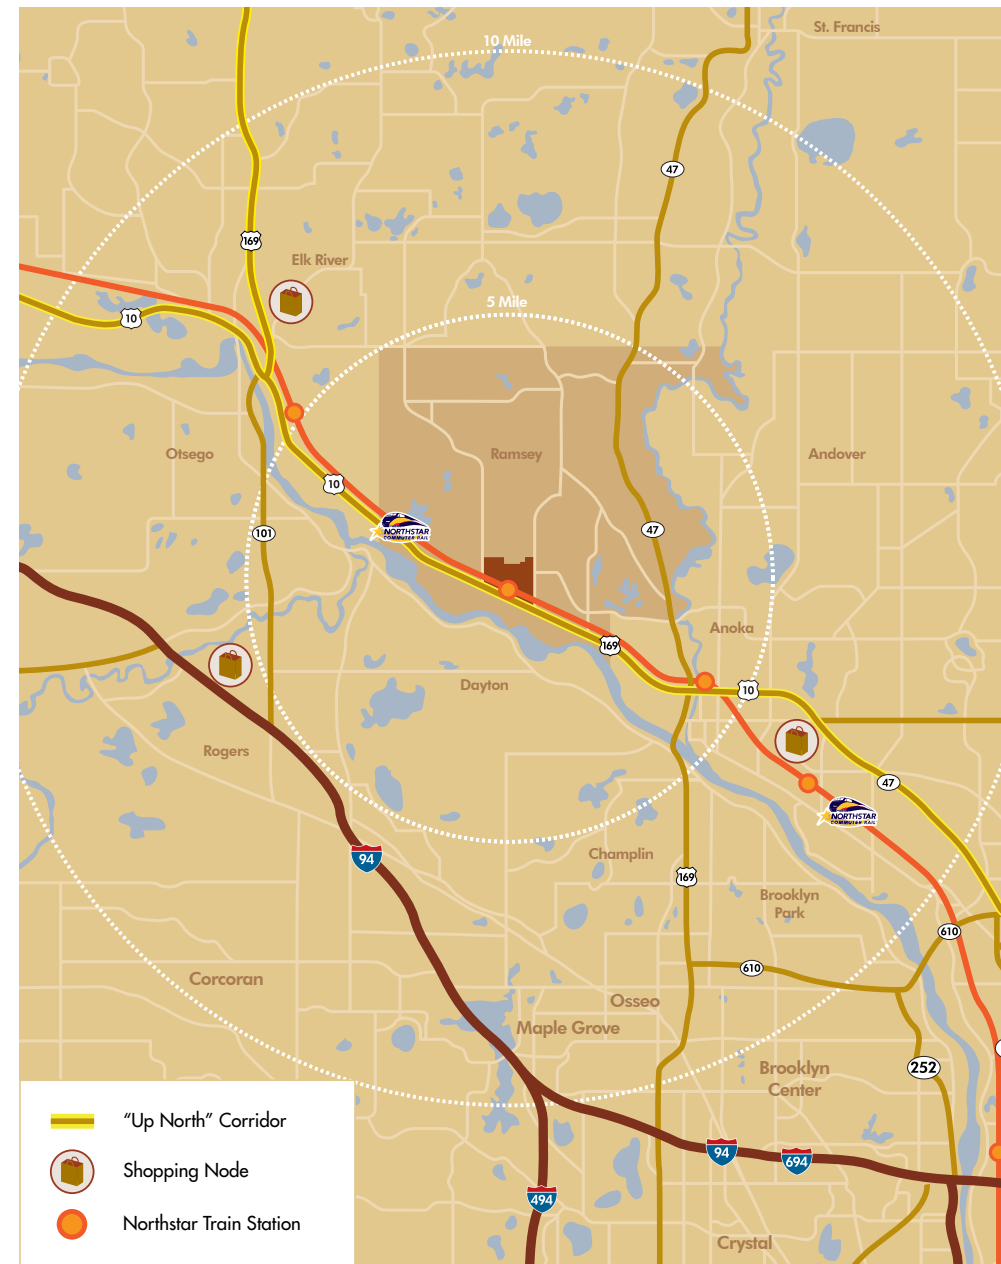 St. Francis
10 Mile
47
169
Elk River
5 Mile
10
Otsego
Ramsey
Andover
10
NORTHSTAR
COMMUTER RAIL
101
47
Anoka
169
Dayton
10
Rogers
47
NORTHSTAR
COMMUTER RAIL
94
Champlin
169
Brooklyn
Park
610
610
Corcoran
Osseo
Maple Grove
Brooklyn
Center
252
"Up North" Corridor
94
694
Shopping Node
494
Northstar Train Station
Crystal